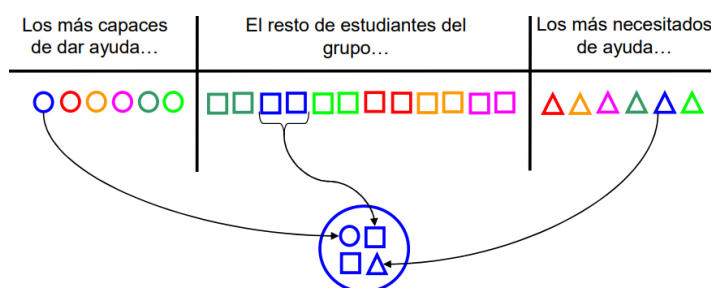 Los más capaces
de dar ayuda…
El resto de estudiantes del
grupo…
Los más necesitados
de ayuda…